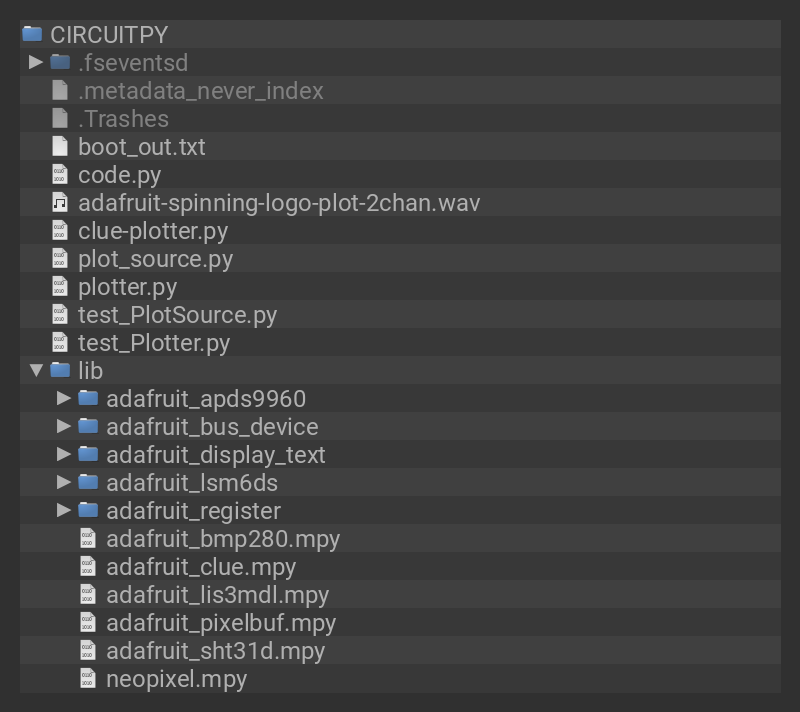 CIRCUITPY
.fseventsd
.metadata_never_index
.Trashes
boot_out.txt
code.py
adafruit-spinning-logo-plot-2chan.wav
clue-plotter.py
plot_source.py
plotter.py
test_PlotSource.py
test_Plotter.py
lib
adafruit_apds9960
adafruit_bus_device
adafruit_display_text
adafruit_lsm6ds
adafruit_register
adafruit_bmp280.mpy
adafruit_clue.mpy
adafruit_lis3mdl.mpy
adafruit_pixelbuf.mpy
adafruit_sht31d.mpy
neopixel.mpy